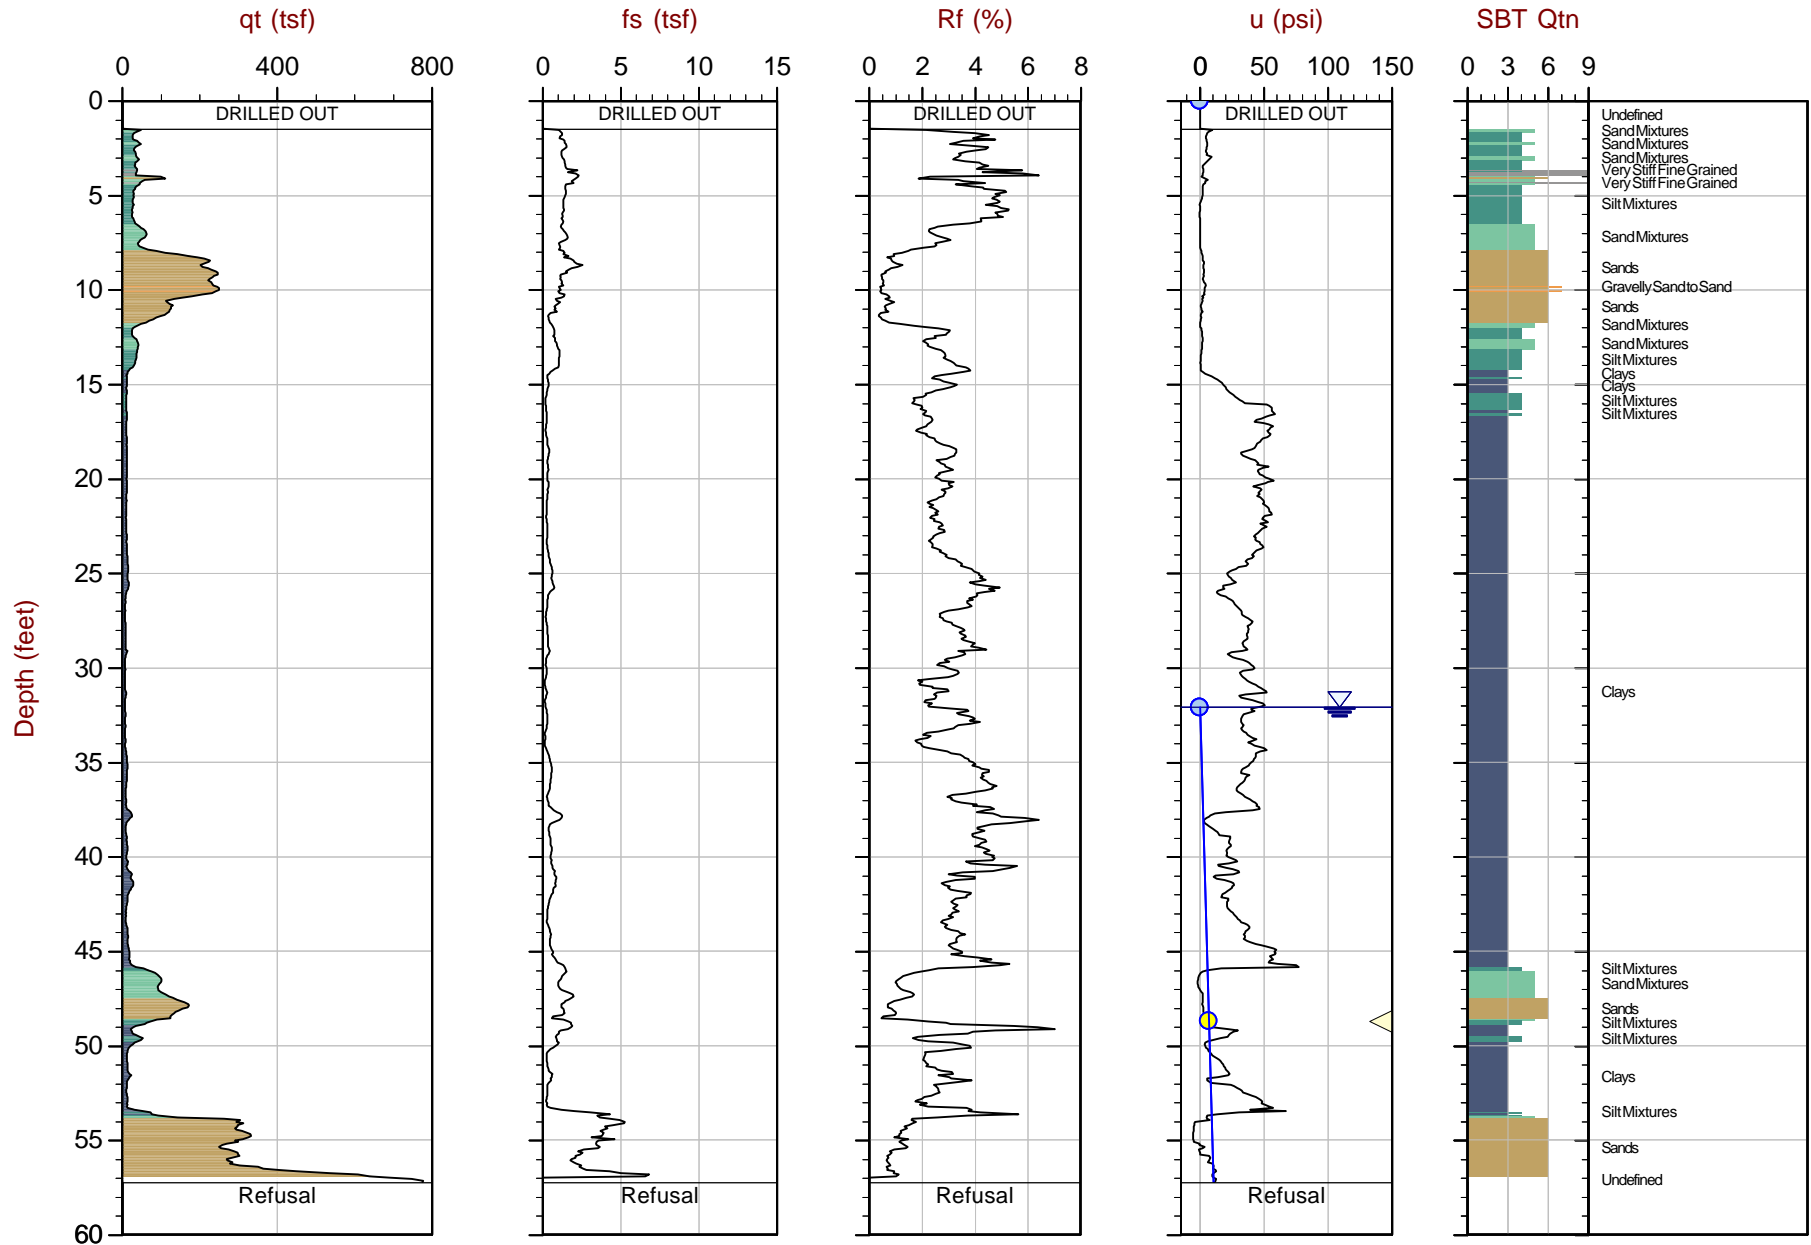 qt (tsf)
fs (tsf)
Rf (%)
u (psi)
SBT Qtn
0 400 800
0 5 10 15
0 2 4 6 8
0 50 100 150
0 3 6 9
Depth (feet)
0
5
10
15
20
25
30
35
40
45
50
55
60
DRILLED OUT
DRILLED OUT
DRILLED OUT
DRILLED OUT
Undefined
Sand Mixtures
Sand Mixtures
Sand Mixtures
Very Stiff Fine Grained
Very Stiff Fine Grained
Silt Mixtures
Sand Mixtures
Sands
Gravelly Sand to Sand
Sands
Sand Mixtures
Sand Mixtures
Silt Mixtures
Clays
Clays
Silt Mixtures
Silt Mixtures
Clays
Silt Mixtures
Sand Mixtures
Sands
Silt Mixtures
Silt Mixtures
Clays
Silt Mixtures
Sands
Undefined
Refusal
Refusal
Refusal
Refusal